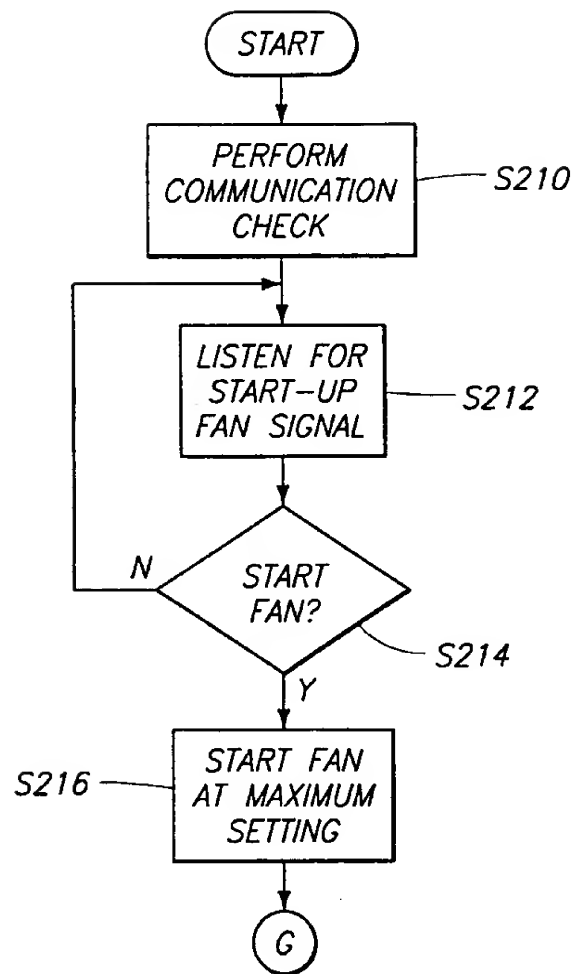 START
PERFORM
COMMUNICATION
CHECK
S210
LISTEN FOR
START-UP
FAN SIGNAL
S212
N
START
FAN?
S214
Y
S216
START FAN
AT MAXIMUM
SETTING
G